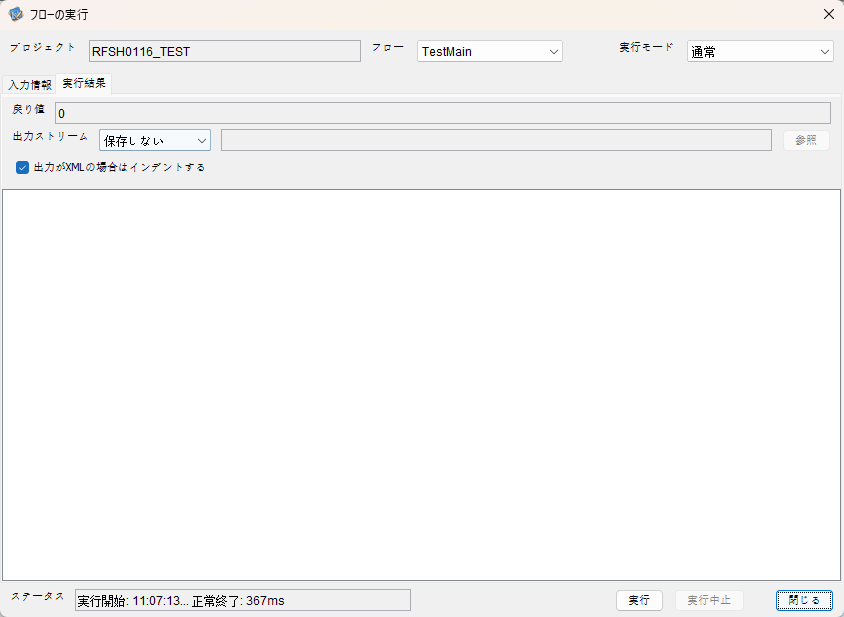 フローの実行
プロジェクト RFSH0116_TEST フロー TestMain 実行モード 通常
入力情報 実行結果
戻り値 0
出力ストリーム 保存しない 参照
出力がXMLの場合はインデントする
ステータス 実行開始: 11:07:13... 正常終了: 367ms 実行 実行中止 閉じる